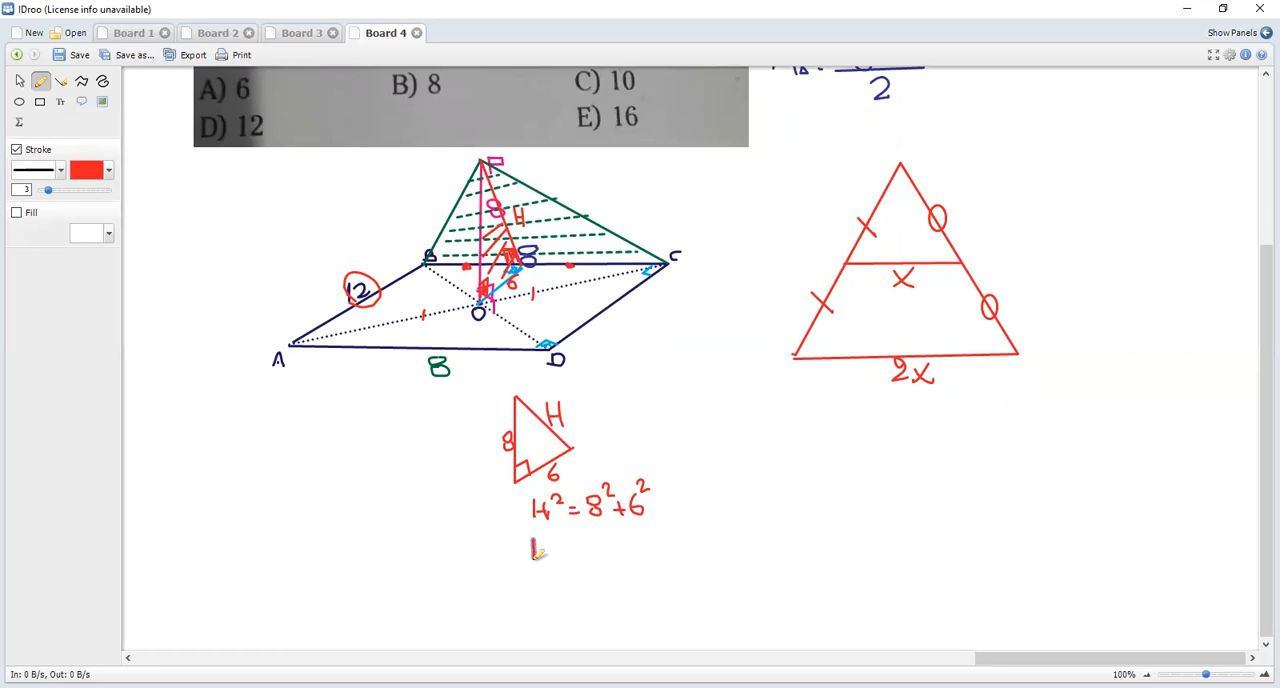 IDroo (License info unavailable)
New Open Board 1 Board 2 Board 3 Board 4 Show Panels
Save Save as... Export Print
Tr
Σ
Stroke
3
Fill
2
A) 6 B) 8 C) 10
D) 12 E) 16
8
H
B 8 C
12 6
O
A 8 D
x
2x
H
8
6
H² = 8² + 6²
In: 0 B/s, Out: 0 B/s 100%